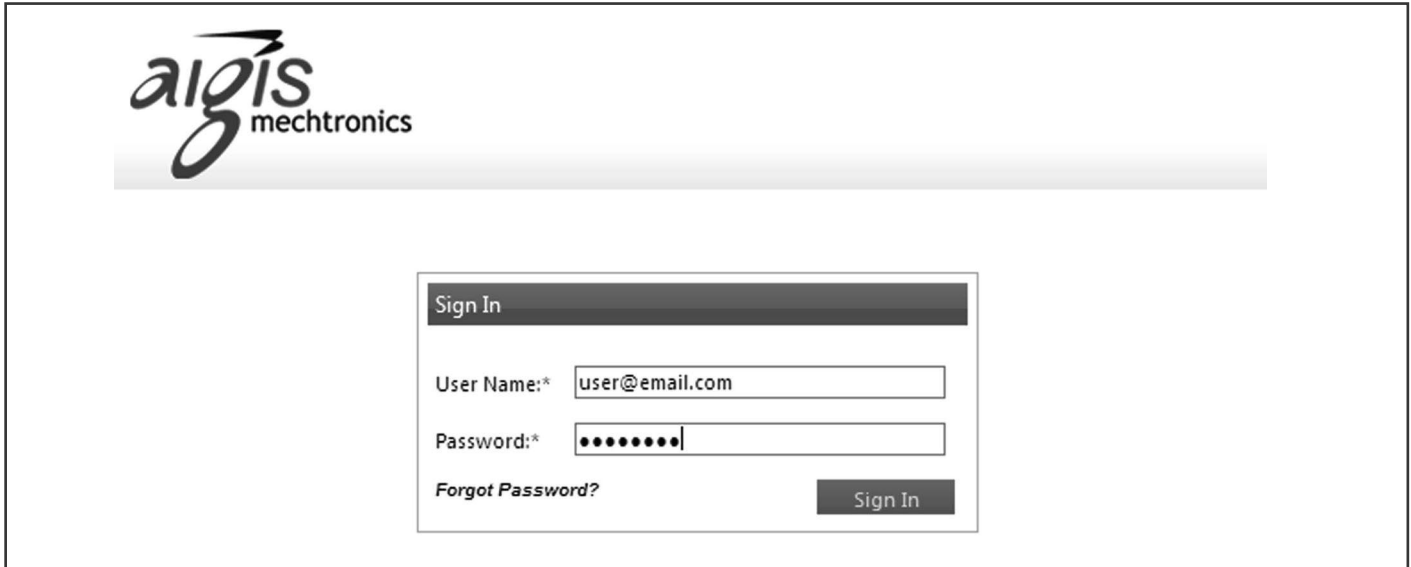 aigis
mechtronics
Sign In
User Name:* user@email.com
Password:* ••••••••
Forgot Password?
Sign In